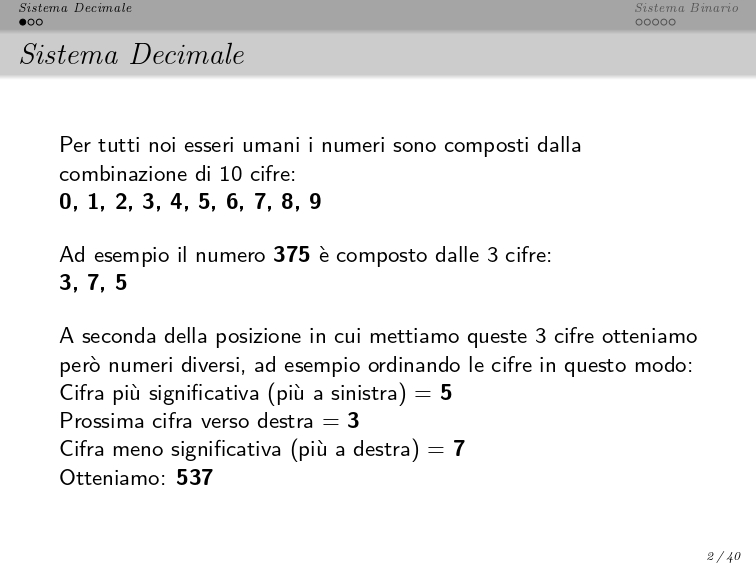 Sistema Decimale
Sistema Binario
Sistema Decimale
Per tutti noi esseri umani i numeri sono composti dalla
combinazione di 10 cifre:
0, 1, 2, 3, 4, 5, 6, 7, 8, 9
Ad esempio il numero 375 è composto dalle 3 cifre:
3, 7, 5
A seconda della posizione in cui mettiamo queste 3 cifre otteniamo
però numeri diversi, ad esempio ordinando le cifre in questo modo:
Cifra più significativa (più a sinistra) = 5
Prossima cifra verso destra = 3
Cifra meno significativa (più a destra) = 7
Otteniamo: 537
2 / 40